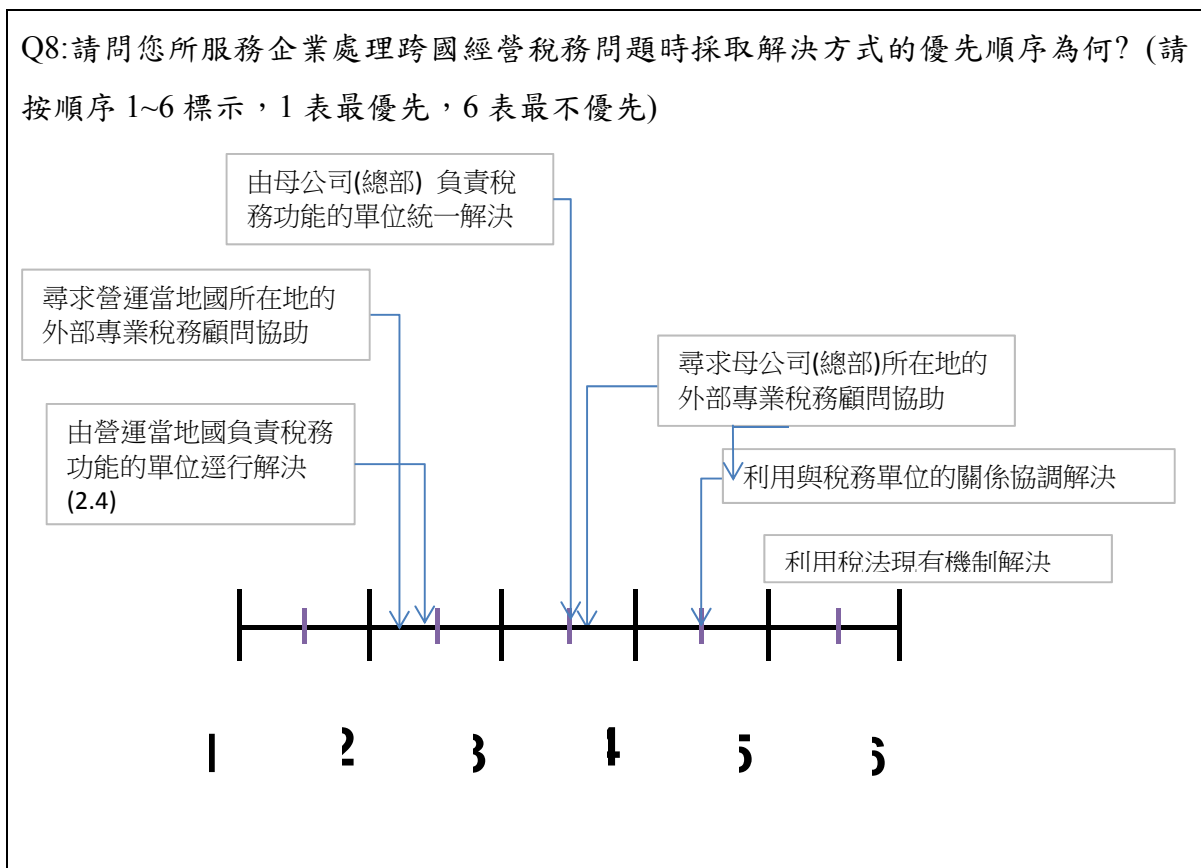 Q8:請問您所服務企業處理跨國經營稅務問題時採取解決方式的優先順序為何? (請
按順序 1~6 標示，1 表最優先，6 表最不優先)
由母公司(總部) 負責稅
務功能的單位統一解決
尋求營運當地國所在地的
外部專業稅務顧問協助
尋求母公司(總部)所在地的
外部專業稅務顧問協助
由營運當地國負責稅務
功能的單位逕行解決
(2.4)
利用與稅務單位的關係協調解決
利用稅法現有機制解決
1 2 3 4 5 6